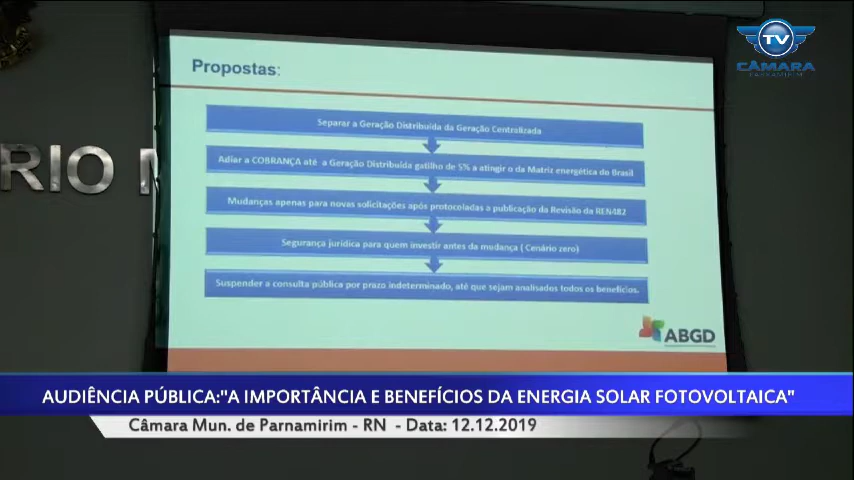 TV
CÂMARA
PARNAMIRIM
Propostas:
Separar a Geração Distribuída da Geração Centralizada
Adiar a COBRANÇA até a Geração Distribuída gatilho de 5% a atingir o da Matriz energética do Brasil
RIO M
Mudanças apenas para novas solicitações após protocoladas a publicação da Revisão da REN482
Segurança jurídica para quem investir antes da mudança ( Cenário zero)
Suspender a consulta pública por prazo indeterminado, até que sejam analisados todos os benefícios.
ABGD
AUDIÊNCIA PÚBLICA:"A IMPORTÂNCIA E BENEFÍCIOS DA ENERGIA SOLAR FOTOVOLTAICA"
Câmara Mun. de Parnamirim - RN - Data: 12.12.2019